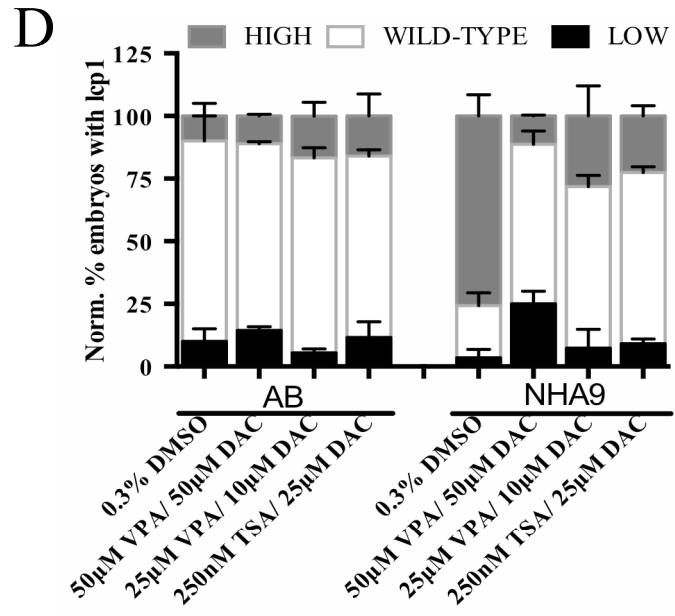 D
HIGH WILD-TYPE LOW
Norm. % embryos with lcp1
125
100
75
50
25
0
AB NHA9
0.3% DMSO
50µM VPA/ 50µM DAC
25µM VPA/ 10µM DAC
250nM TSA/ 25µM DAC
0.3% DMSO
50µM VPA/ 50µM DAC
25µM VPA/ 10µM DAC
250nM TSA/ 25µM DAC